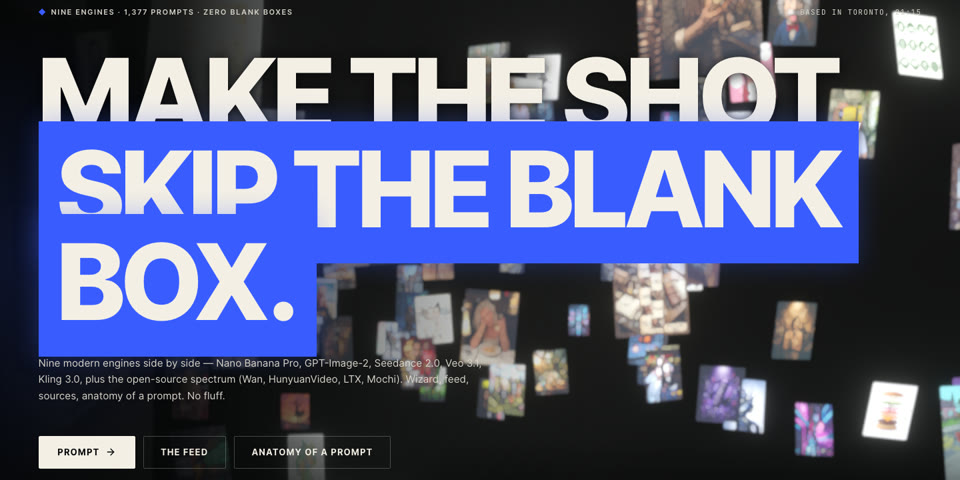 NINE ENGINES · 1,377 PROMPTS · ZERO BLANK BOXES
BASED IN TORONTO, 01:15
MAKE THE SHOT
SKIP THE BLANK
BOX.
Nine modern engines side by side — Nano Banana Pro, GPT-Image-2, Seedance 2.0, Veo 3.1,
Kling 3.0, plus the open-source spectrum (Wan, HunyuanVideo, LTX, Mochi). Wizard, feed,
sources, anatomy of a prompt. No fluff.
PROMPT →
THE FEED
ANATOMY OF A PROMPT